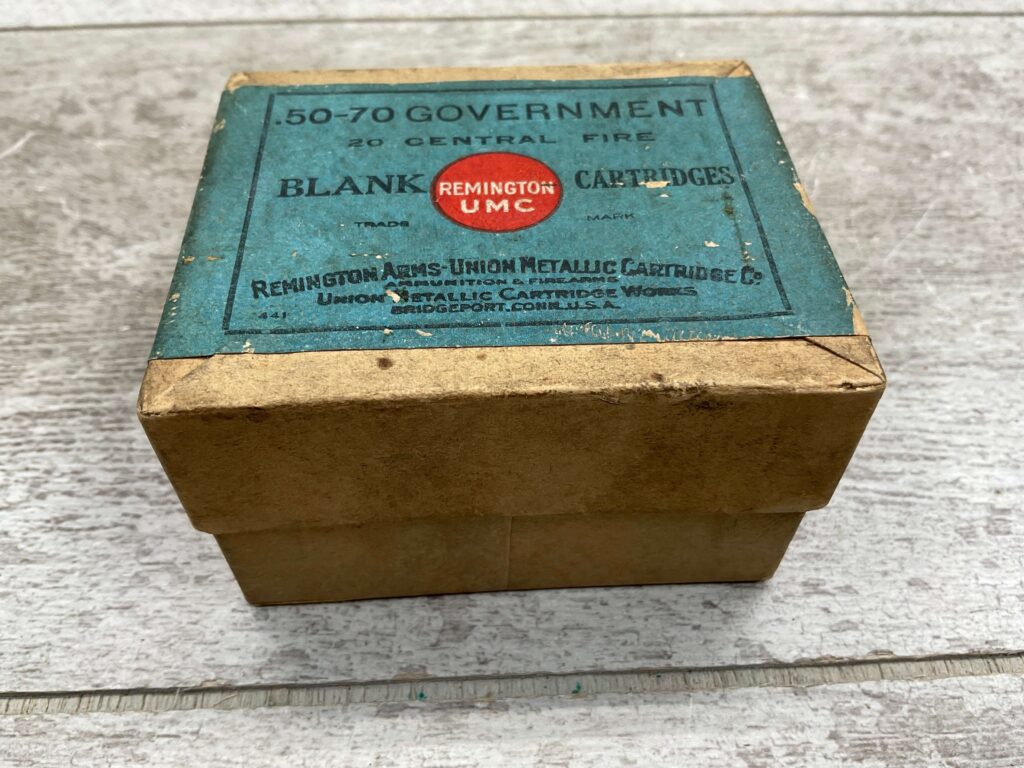 .50-70 GOVERNMENT
20 CENTRAL FIRE
BLANK REMINGTON UMC CARTRIDGES
TRADE MARK
REMINGTON ARMS-UNION METALLIC CARTRIDGE CO.
AMMUNITION & FIREARMS
UNION METALLIC CARTRIDGE WORKS
BRIDGEPORT, CONN. U.S.A.
441